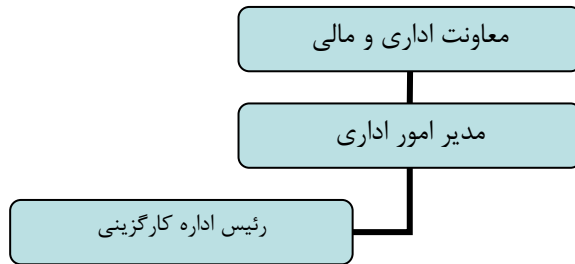 معاونت اداری و مالی
مدیر امور اداری
رئیس اداره کارگزینی